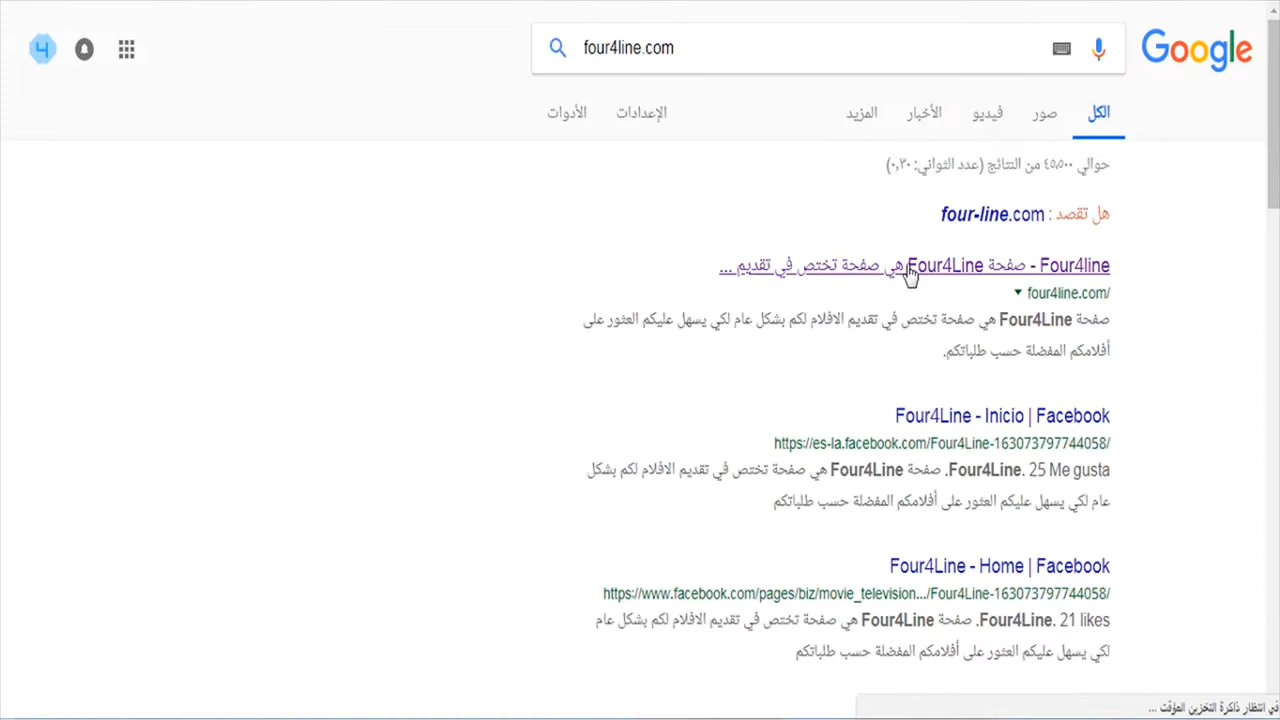 four4line.com
Google
الكل
صور
فيديو
الأخبار
المزيد
الإعدادات
الأدوات
حوالي ٤٥،٥٠٠ من النتائج (عدد الثواني: ٠,٣٠)
هل تقصد : four-line.com
Four4line - صفحة Four4Line هي صفحة تختص في تقديم ...
four4line.com/
صفحة Four4Line هي صفحة تختص في تقديم الافلام لكم بشكل عام لكي يسهل عليكم العثور على
أفلامكم المفضلة حسب طلباتكم.
Four4Line - Inicio | Facebook
https://es-la.facebook.com/Four4Line-163073797744058/
Four4Line. 25 Me gusta. صفحة Four4Line هي صفحة تختص في تقديم الافلام لكم بشكل
عام لكي يسهل عليكم العثور على أفلامكم المفضلة حسب طلباتكم
Four4Line - Home | Facebook
https://www.facebook.com/pages/biz/movie_television.../Four4Line-163073797744058/
Four4Line. 21 likes. صفحة Four4Line هي صفحة تختص في تقديم الافلام لكم بشكل عام
لكي يسهل عليكم العثور على أفلامكم المفضلة حسب طلباتكم
في انتظار ذاكرة التخزين المؤقت ...